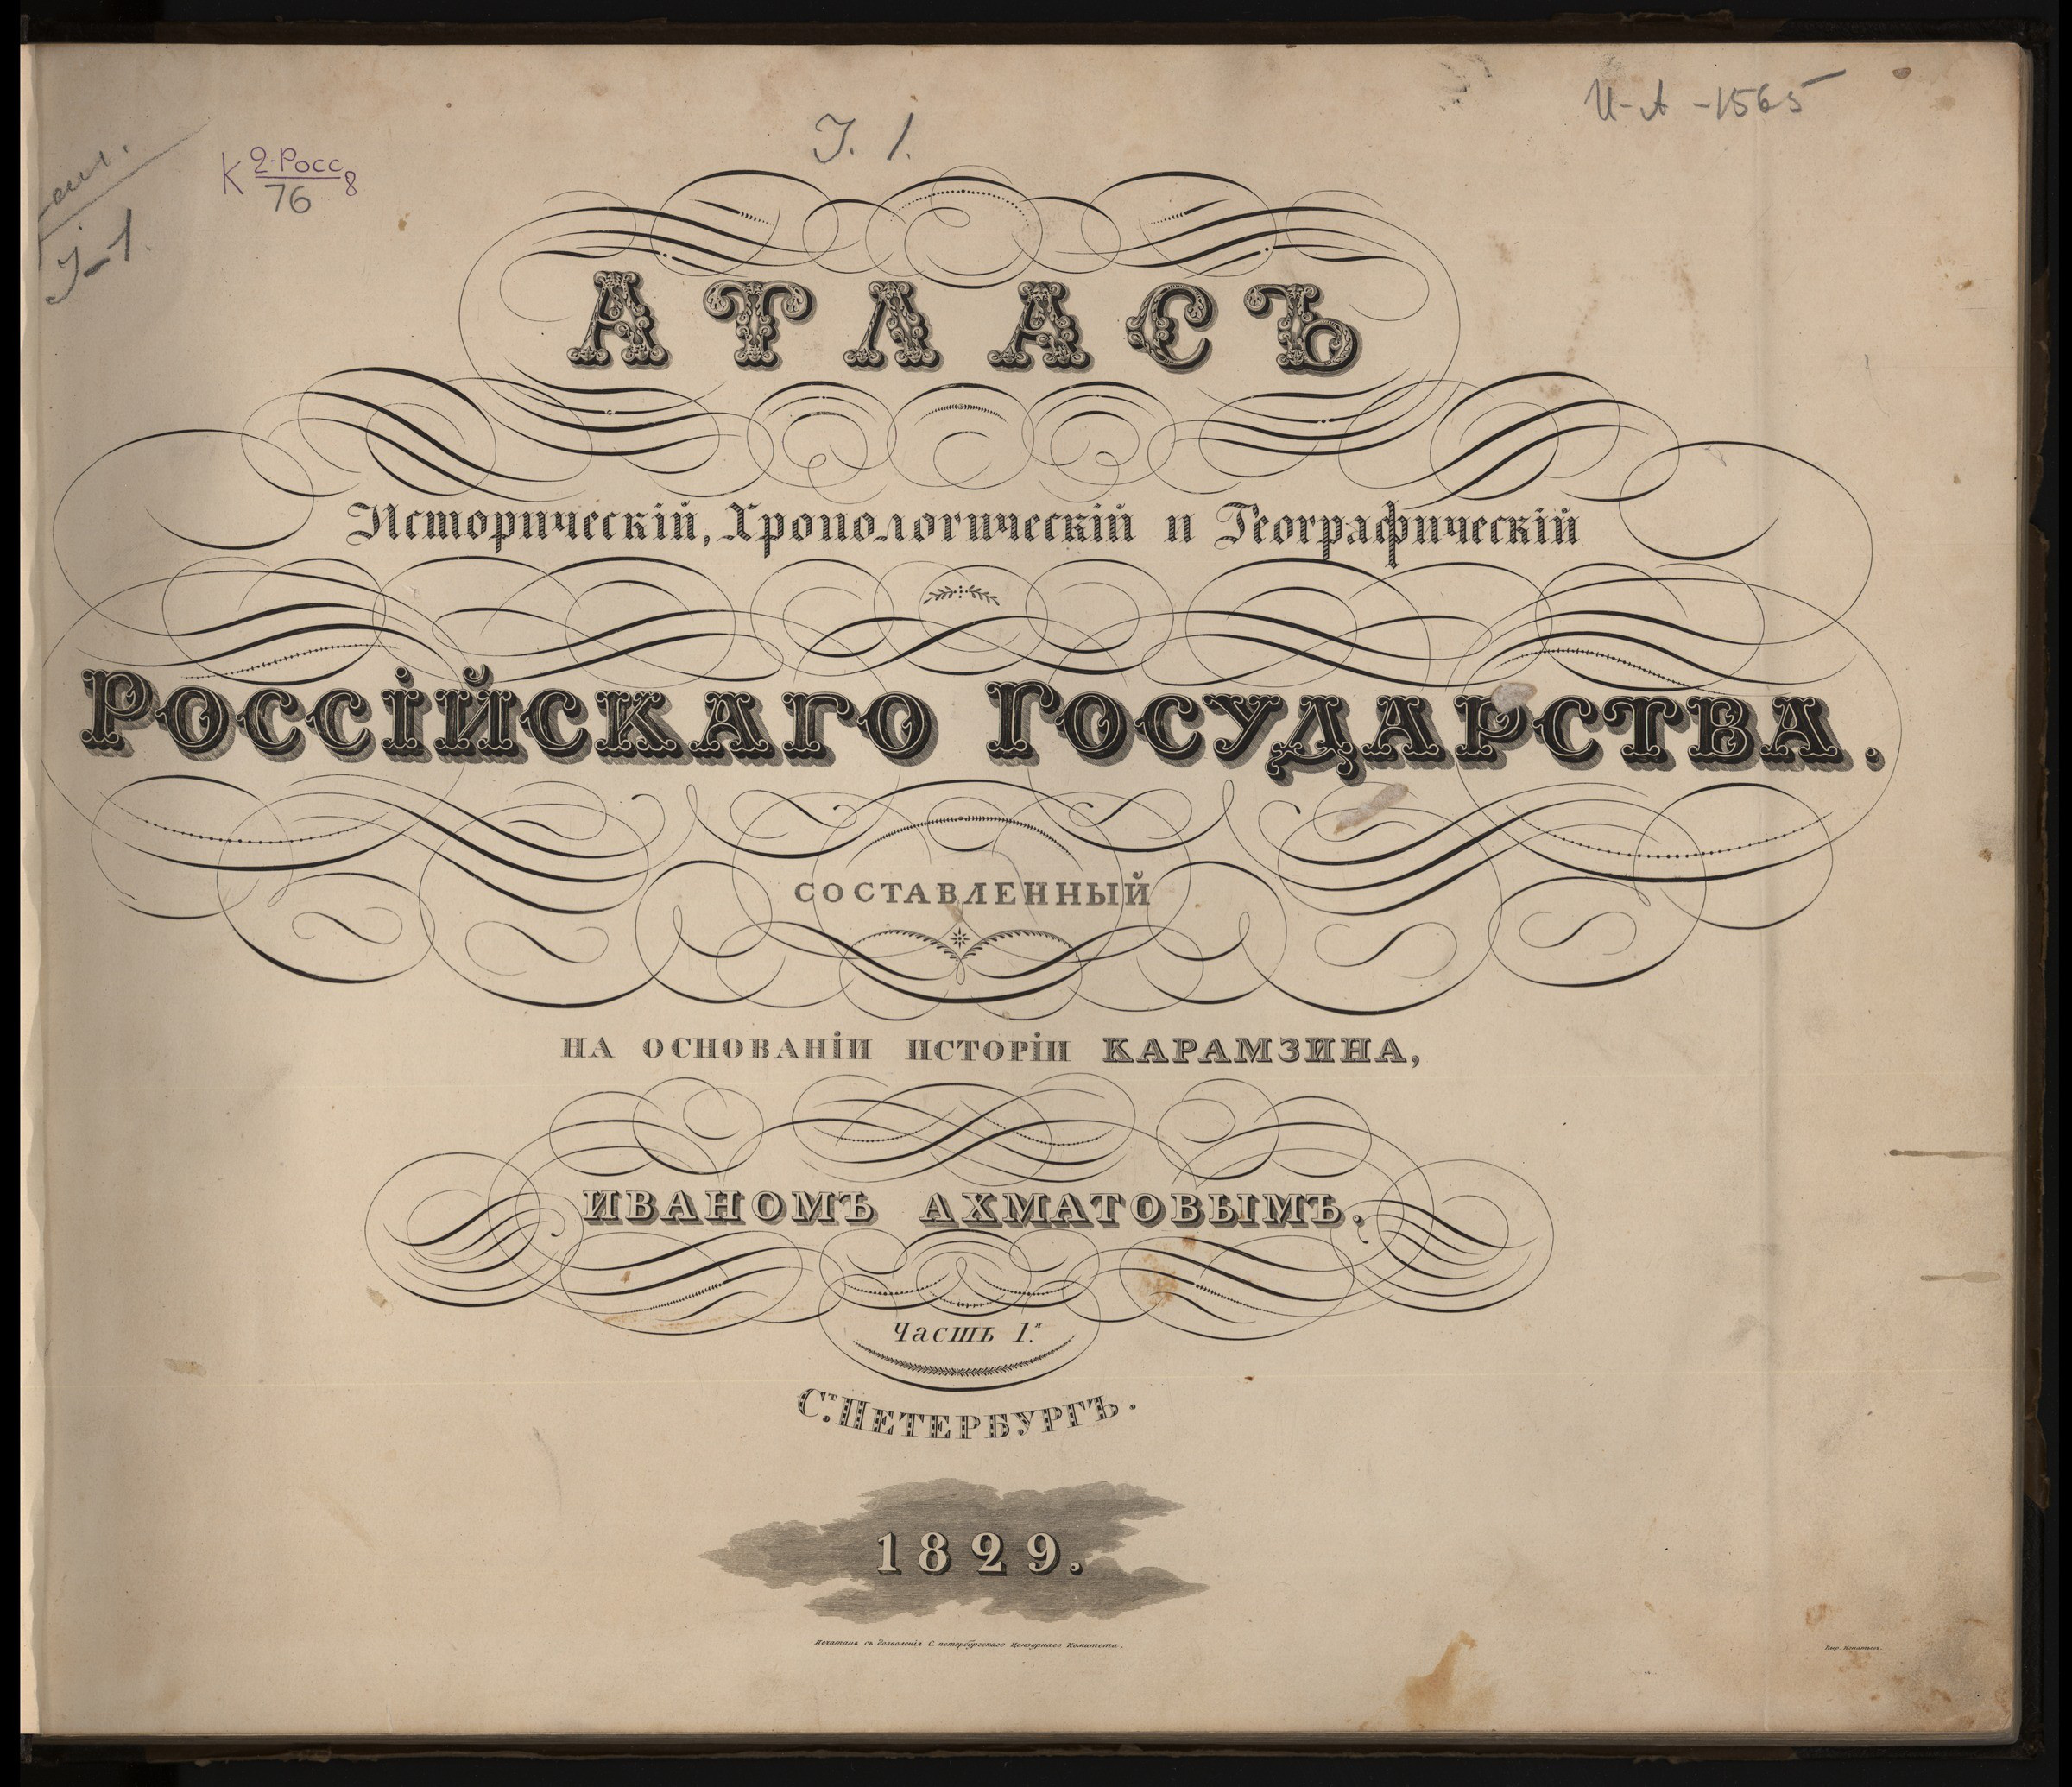 И-А-1565
Т. 1.
К 2-Росс 8
76
I-1.
АТЛАСЪ
Историческій, Хронологическій и Географическій
РОССІЙСКАГО ГОСУДАРСТВА.
СОСТАВЛЕННЫЙ
НА ОСНОВАНІИ ИСТОРІИ КАРАМЗИНА,
ИВАНОМЪ АХМАТОВЫМЪ.
Часть 1.я
С.Т ПЕТЕРБУРГЪ.
1829.
Печатанъ съ дозволенія С. петербургскаго Цензурнаго Комитета.